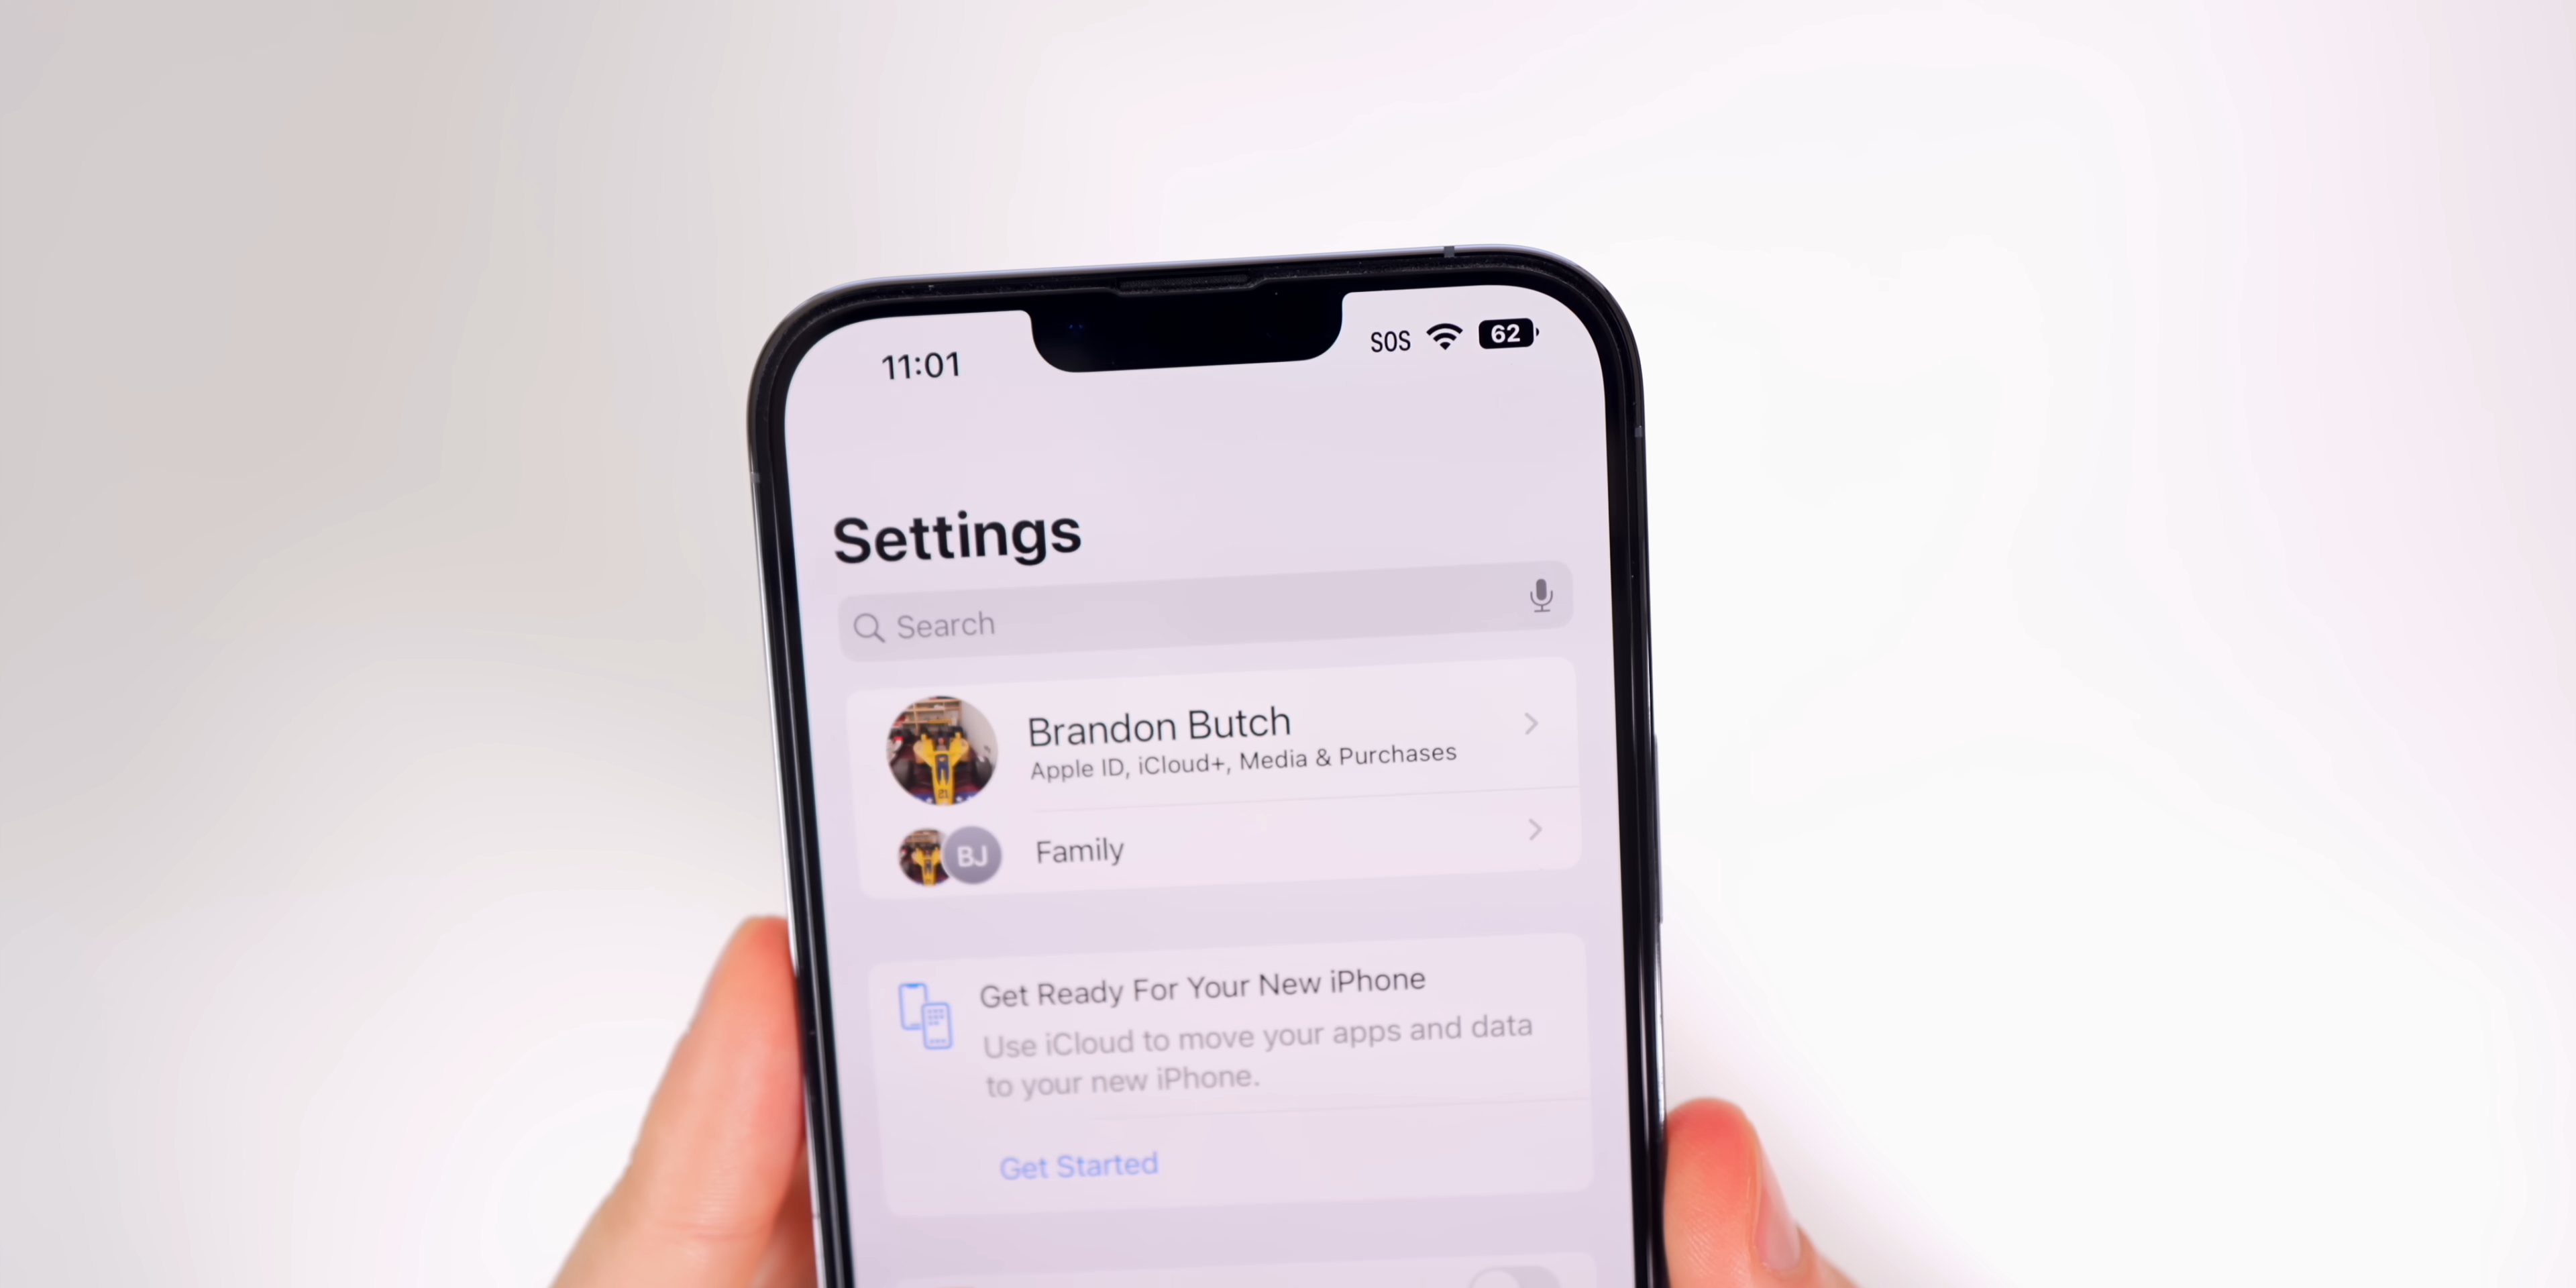 11:01
SOS 62
Settings
Search
Brandon Butch
Apple ID, iCloud+, Media & Purchases
BJ Family
Get Ready For Your New iPhone
Use iCloud to move your apps and data
to your new iPhone.
Get Started